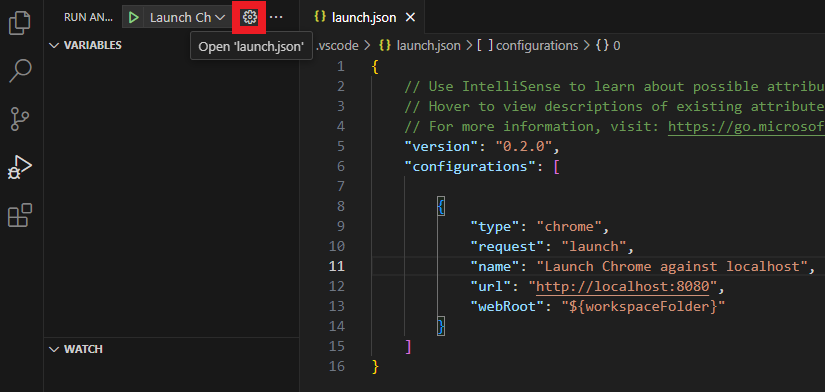 RUN AN... Launch Ch
VARIABLES
Open 'launch.json'
WATCH
launch.json
.vscode > {} launch.json > [ ] configurations > {} 0
1 {
2 // Use IntelliSense to learn about possible attribu
3 // Hover to view descriptions of existing attribute
4 // For more information, visit: https://go.microsof
5 "version": "0.2.0",
6 "configurations": [
7
8 {
9 "type": "chrome",
10 "request": "launch",
11 "name": "Launch Chrome against localhost",
12 "url": "http://localhost:8080",
13 "webRoot": "${workspaceFolder}"
14 }
15 ]
16 }